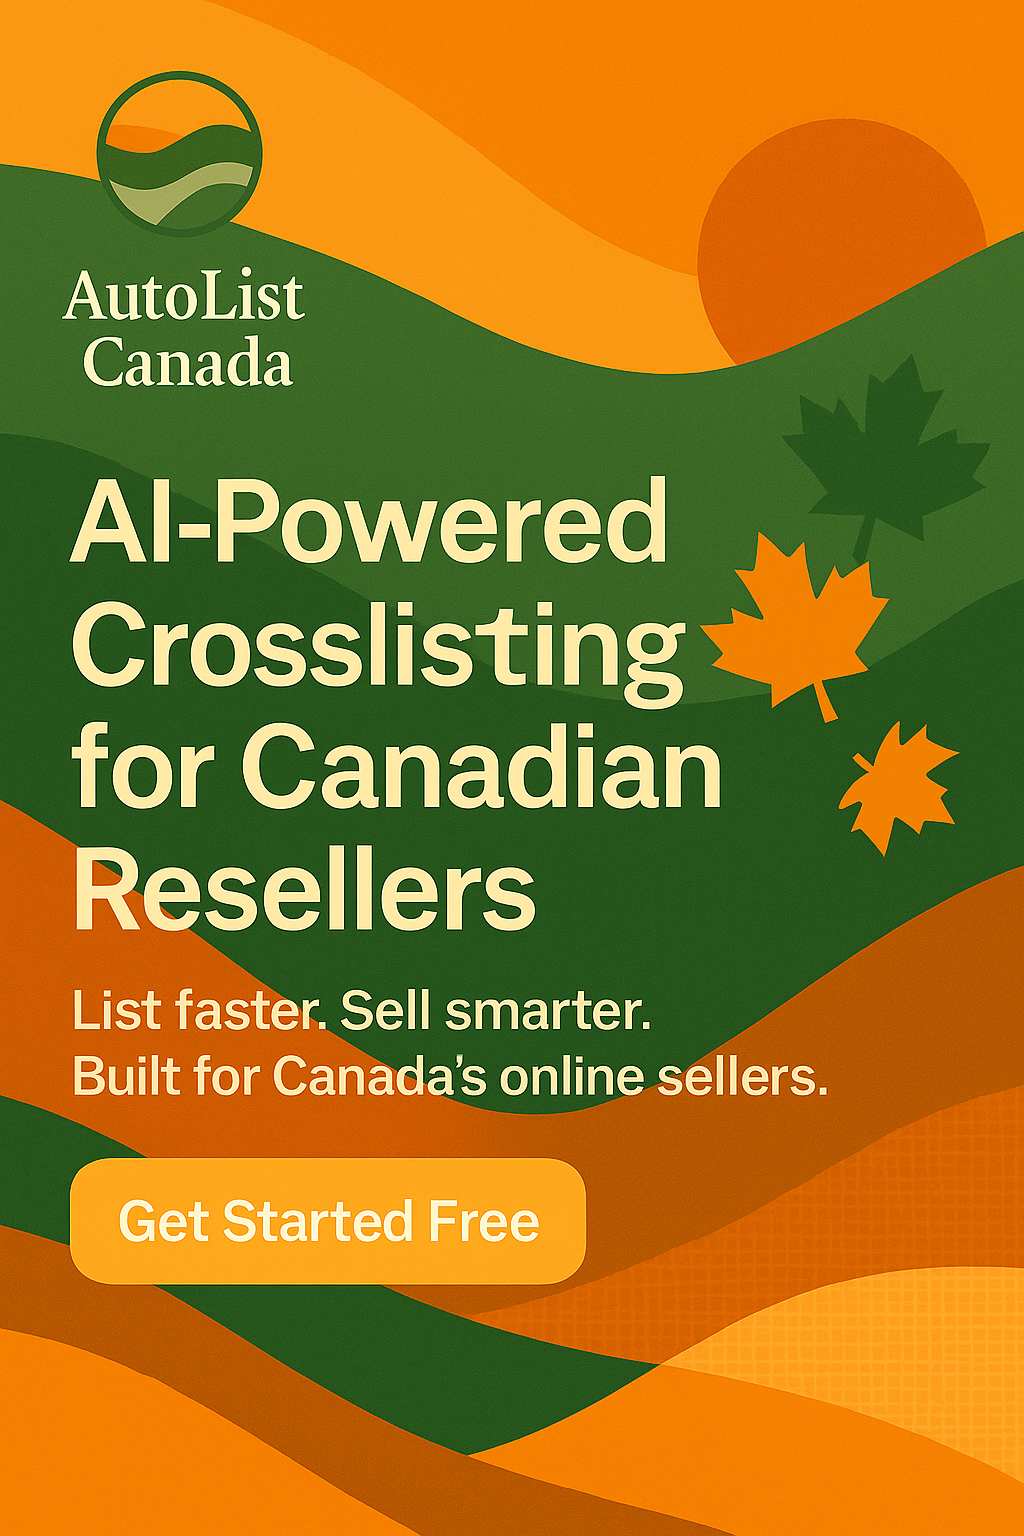 AutoList
Canada
AI-Powered
Crosslisting
for Canadian
Resellers
List faster. Sell smarter.
Built for Canada’s online sellers.
Get Started Free